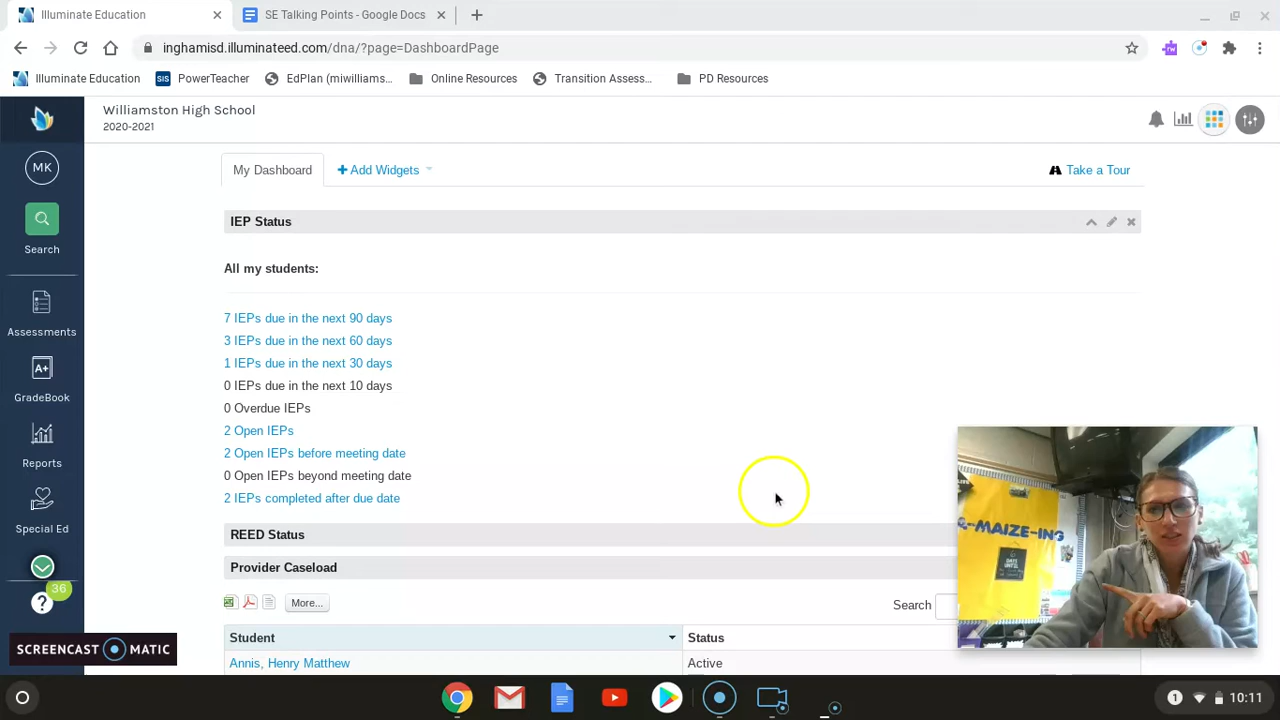 Illuminate Education
SE Talking Points - Google Docs
inghamisd.illuminateed.com/dna/?page=DashboardPage
Illuminate Education
SIS PowerTeacher
EdPlan (miwilliams...
Online Resources
Transition Assess...
PD Resources
Williamston High School
2020-2021
MK
Search
Assessments
A+
GradeBook
Reports
Special Ed
36
?
My Dashboard
+ Add Widgets
Take a Tour
IEP Status
All my students:
7 IEPs due in the next 90 days
3 IEPs due in the next 60 days
1 IEPs due in the next 30 days
0 IEPs due in the next 10 days
0 Overdue IEPs
2 Open IEPs
2 Open IEPs before meeting date
0 Open IEPs beyond meeting date
2 IEPs completed after due date
REED Status
Provider Caseload
More...
Search
Student
Status
Annis, Henry Matthew
Active
-MAIZE-ING
SCREENCAST MATIC
1
10:11